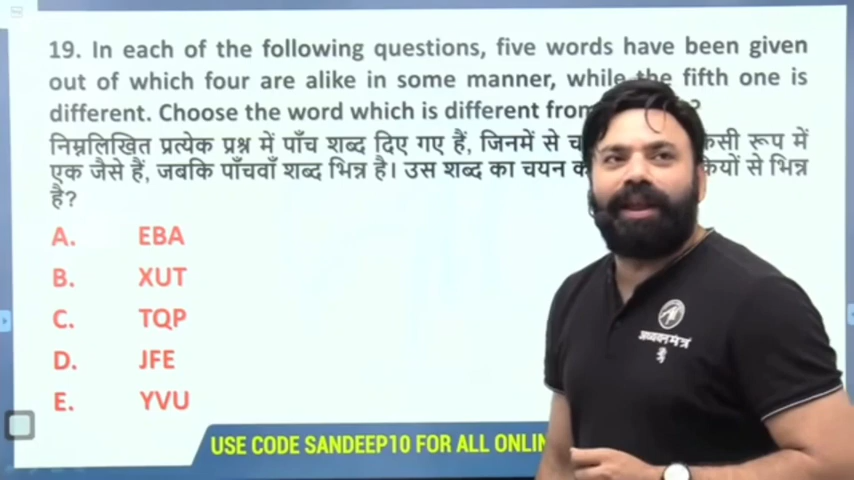 19. In each of the following questions, five words have been given
out of which four are alike in some manner, while the fifth one is
different. Choose the word which is different from ?
निम्नलिखित प्रत्येक प्रश्न में पाँच शब्द दिए गए हैं, जिनमें से रूप में
एक जैसे हैं, जबकि पाँचवाँ शब्द भिन्न है। उस शब्द का चयन से भिन्न
है?
A. EBA
B. XUT
C. TQP
D. JFE
E. YVU
अध्ययन मंत्रा
USE CODE SANDEEP10 FOR ALL